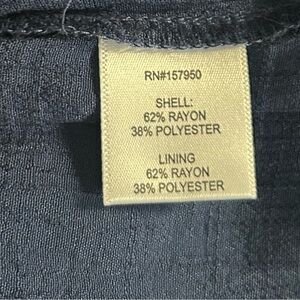 RN#157950
SHELL:
62% RAYON
38% POLYESTER
LINING
62% RAYON
38% POLYESTER